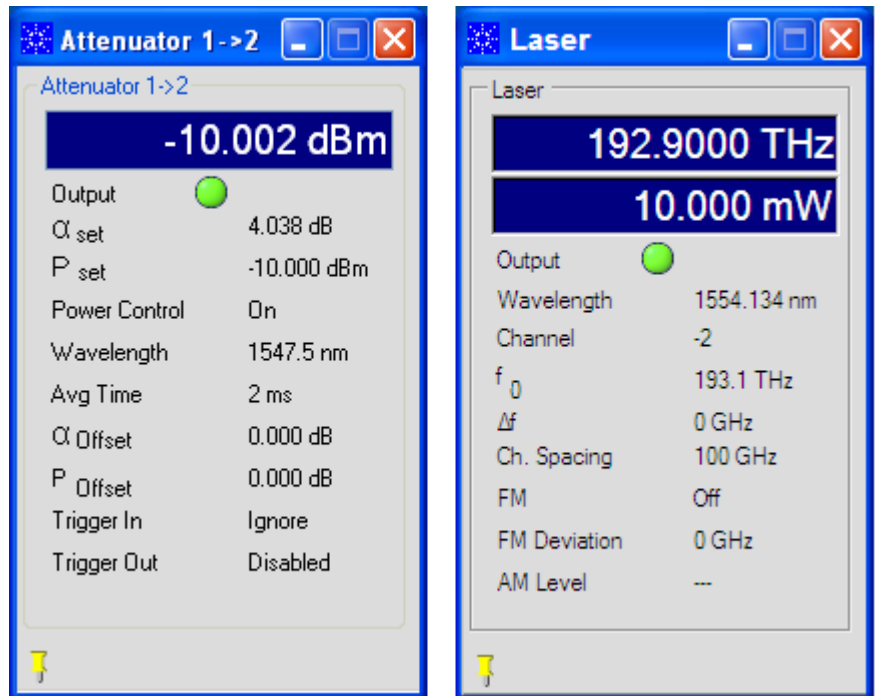 Attenuator 1->2
Attenuator 1->2
-10.002 dBm
Output
α set 4.038 dB
P set -10.000 dBm
Power Control On
Wavelength 1547.5 nm
Avg Time 2 ms
α Offset 0.000 dB
P Offset 0.000 dB
Trigger In Ignore
Trigger Out Disabled
Laser
Laser
192.9000 THz
10.000 mW
Output
Wavelength 1554.134 nm
Channel -2
f 0 193.1 THz
Δf 0 GHz
Ch. Spacing 100 GHz
FM Off
FM Deviation 0 GHz
AM Level ---